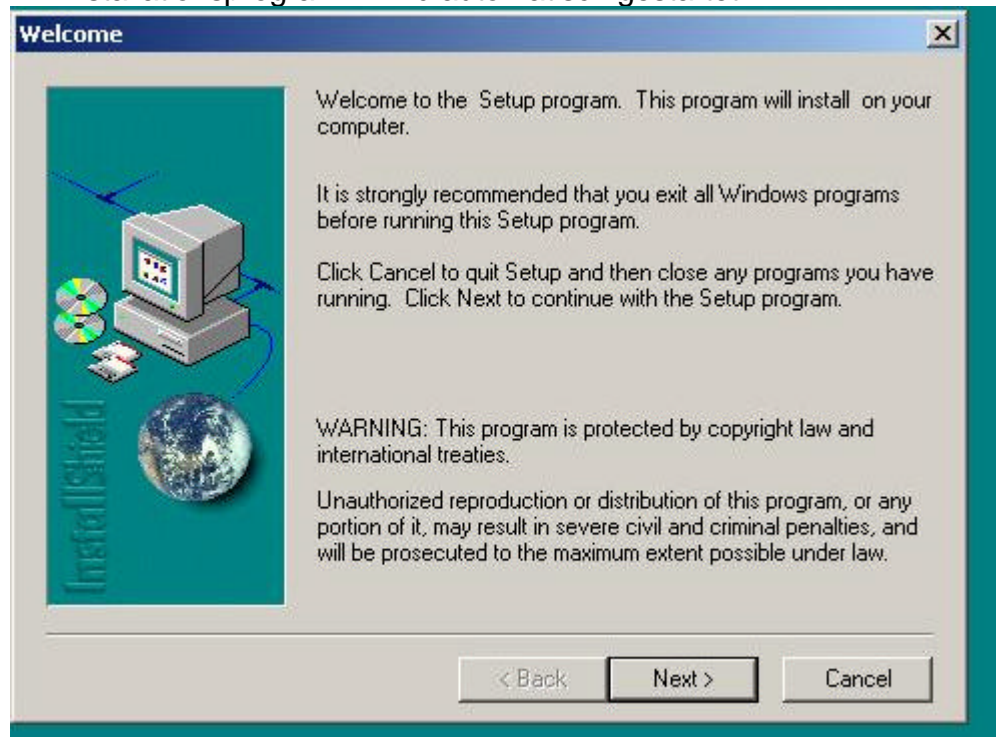 Welcome
Welcome to the  Setup program.  This program will install  on your
computer.
It is strongly recommended that you exit all Windows programs
before running this Setup program.
Click Cancel to quit Setup and then close any programs you have
running.  Click Next to continue with the Setup program.
WARNING: This program is protected by copyright law and
international treaties.
Unauthorized reproduction or distribution of this program, or any
portion of it, may result in severe civil and criminal penalties, and
will be prosecuted to the maximum extent possible under law.
InstallShield
< Back
Next >
Cancel